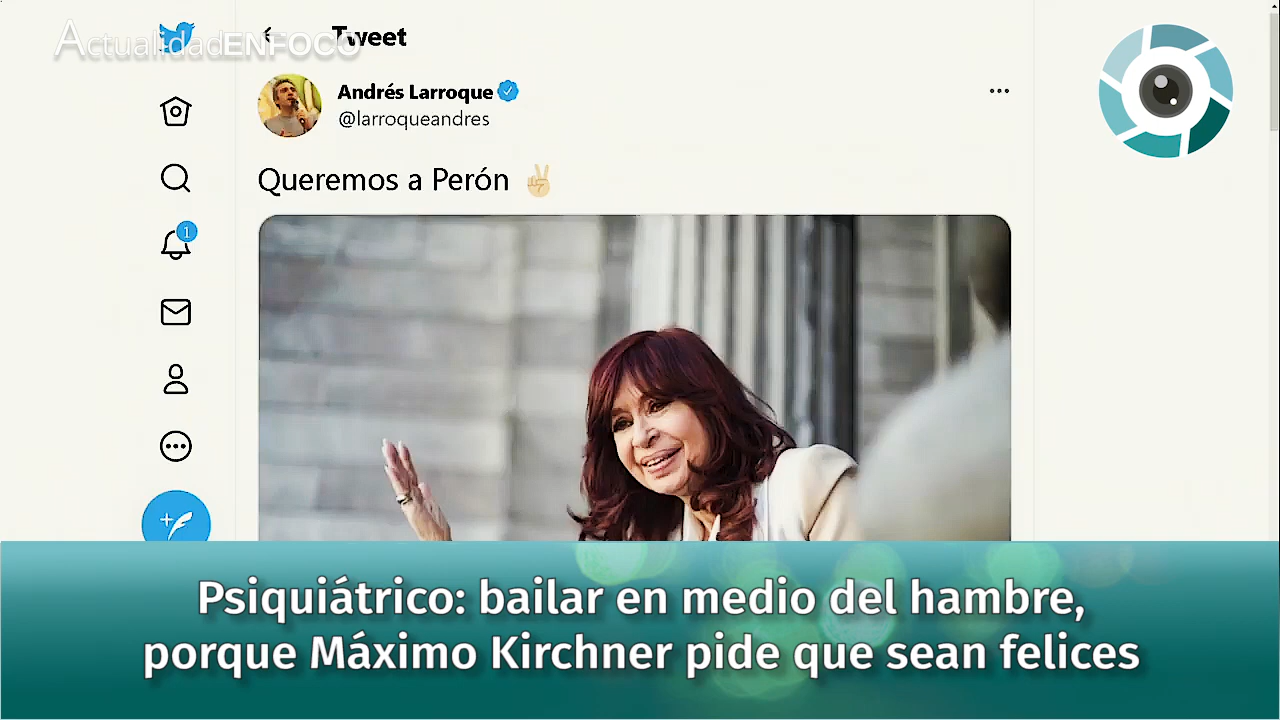 ActualidadENFOCO
Tweet
Andrés Larroque
@larroqueandres
Queremos a Perón ✌🏼
1
Psiquiátrico: bailar en medio del hambre,
porque Máximo Kirchner pide que sean felices